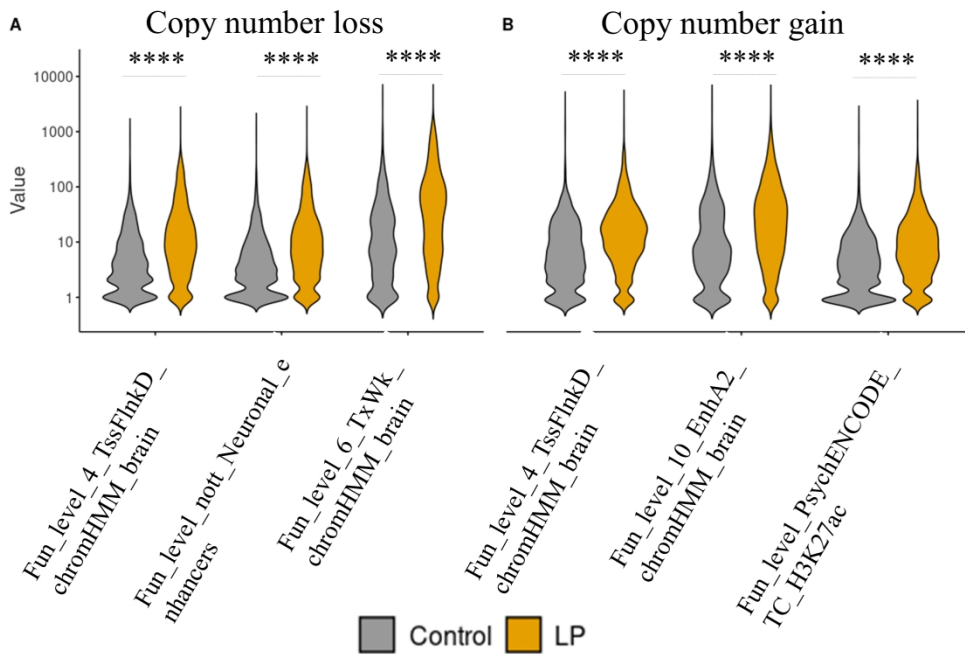 A
Copy number loss
B
Copy number gain
**** **** **** **** **** ****
Value
10000
1000
100
10
1
Fun_level_4_TssFlnkD_
chromHMM_brain
Fun_level_nott_Neuronal_e
nhancers
Fun_level_6_TxWk_
chromHMM_brain
Fun_level_4_TssFlnkD_
chromHMM_brain
Fun_level_10_EnhA2_
chromHMM_brain
Fun_level_PsychENCODE_
TC_H3K27ac
Control LP